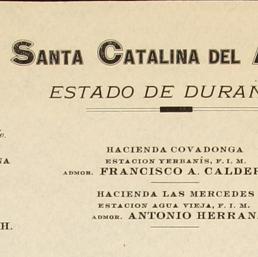 SANTA CATALINA DEL
ESTADO DE DURAN
HACIENDA COVADONGA
ESTACION YERBANÍS, F. I. M.
ADMOR. FRANCISCO A. CALDER
HACIENDA LAS MERCEDES
ESTACION AGUA VIEJA, F. I. M.
ADMOR. ANTONIO HERRAN
NA
H.